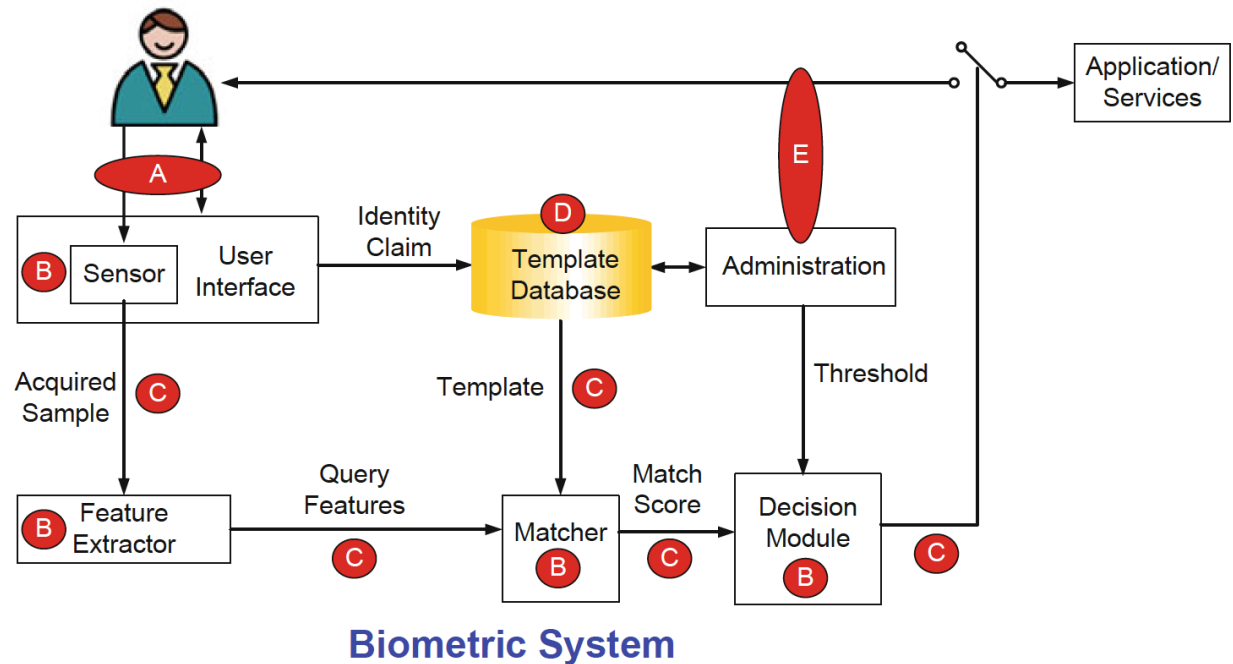 Application/
Services
A
E
Identity
Claim
D
B
Sensor
User
Interface
Template
Database
Administration
Acquired
Sample
C
Template
C
Threshold
Query
Features
Match
Score
B
Feature
Extractor
C
Matcher
B
C
Decision
Module
B
C
Biometric System